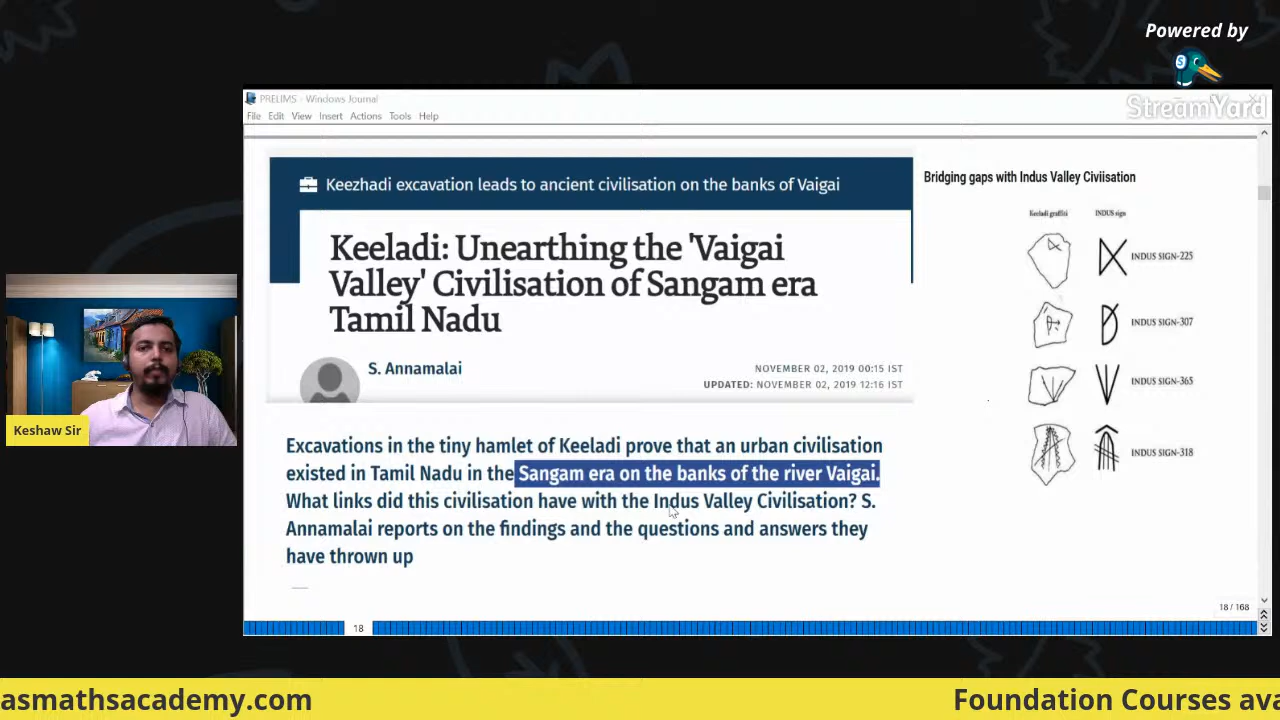 Powered by
S
StreamYard
PRELIMS - Windows Journal
File Edit View Insert Actions Tools Help
Keezhadi excavation leads to ancient civilisation on the banks of Vaigai
Keeladi: Unearthing the 'Vaigai
Valley' Civilisation of Sangam era
Tamil Nadu
S. Annamalai
NOVEMBER 02, 2019 00:15 IST
UPDATED: NOVEMBER 02, 2019 12:16 IST
Excavations in the tiny hamlet of Keeladi prove that an urban civilisation
existed in Tamil Nadu in the Sangam era on the banks of the river Vaigai.
What links did this civilisation have with the Indus Valley Civilisation? S.
Annamalai reports on the findings and the questions and answers they
have thrown up
Bridging gaps with Indus Valley Civiisation
Keeladi graffiti INDUS sign
INDUS SIGN-225
INDUS SIGN-307
INDUS SIGN-365
INDUS SIGN-318
18 / 168
18
Keshaw Sir
asmathsacademy.com
Foundation Courses ava